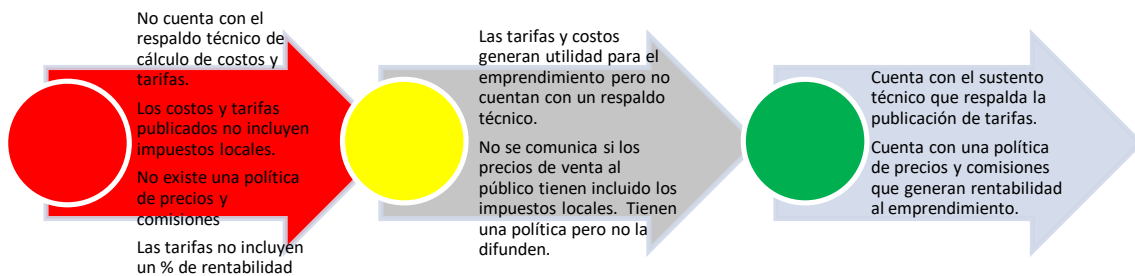 No cuenta con el
respaldo técnico de
cálculo de costos y
tarifas.
Los costos y tarifas
publicados no incluyen
impuestos locales.
No existe una política
de precios y
comisiones
Las tarifas no incluyen
un % de rentabilidad
Las tarifas y costos
generan utilidad para el
emprendimiento pero no
cuentan con un respaldo
técnico.
No se comunica si los
precios de venta al
público tienen incluido los
impuestos locales. Tienen
una política pero no la
difunden.
Cuenta con el sustento
técnico que respalda la
publicación de tarifas.
Cuenta con una política
de precios y comisiones
que generan rentabilidad
al emprendimiento.